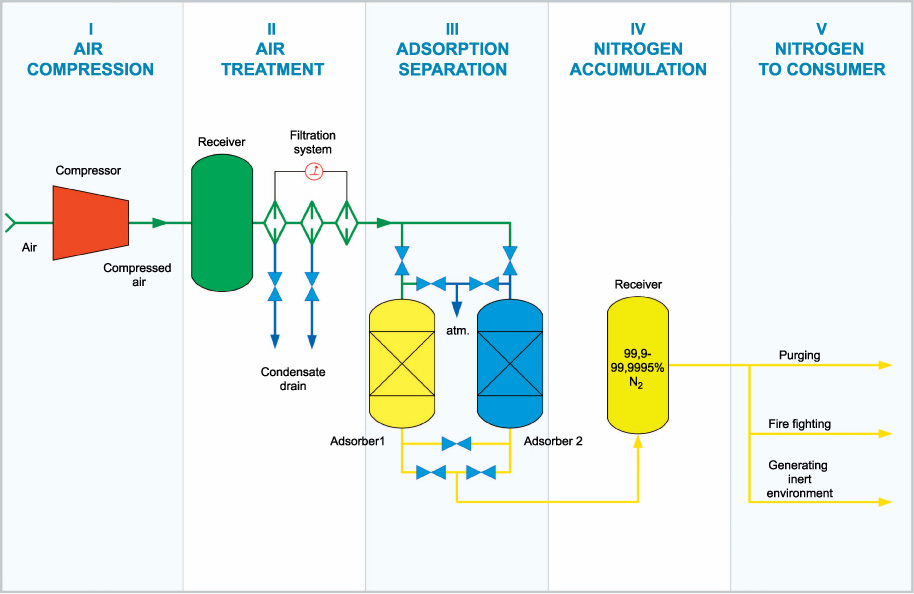 I
AIR
COMPRESSION
II
AIR
TREATMENT
III
ADSORPTION
SEPARATION
IV
NITROGEN
ACCUMULATION
V
NITROGEN
TO CONSUMER
Compressor
Air
Compressed
air
Receiver
Filtration
system
Condensate
drain
atm.
Adsorber1
Adsorber 2
Receiver
99,9-
99,9995%
N₂
Purging
Fire fighting
Generating
inert
environment